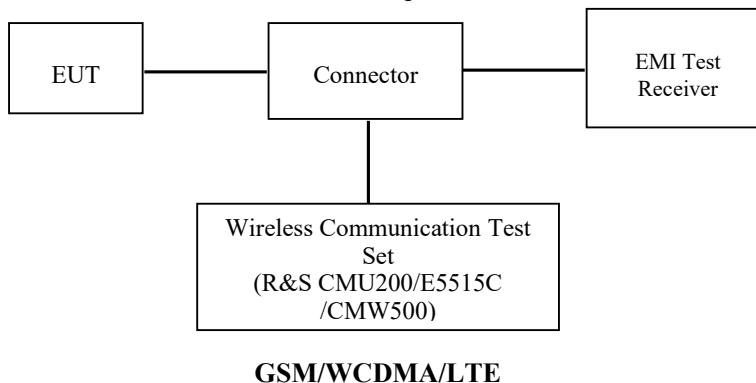 EUT
Connector
EMI Test
Receiver
Wireless Communication Test
Set
(R&S CMU200/E5515C
/CMW500)
GSM/WCDMA/LTE